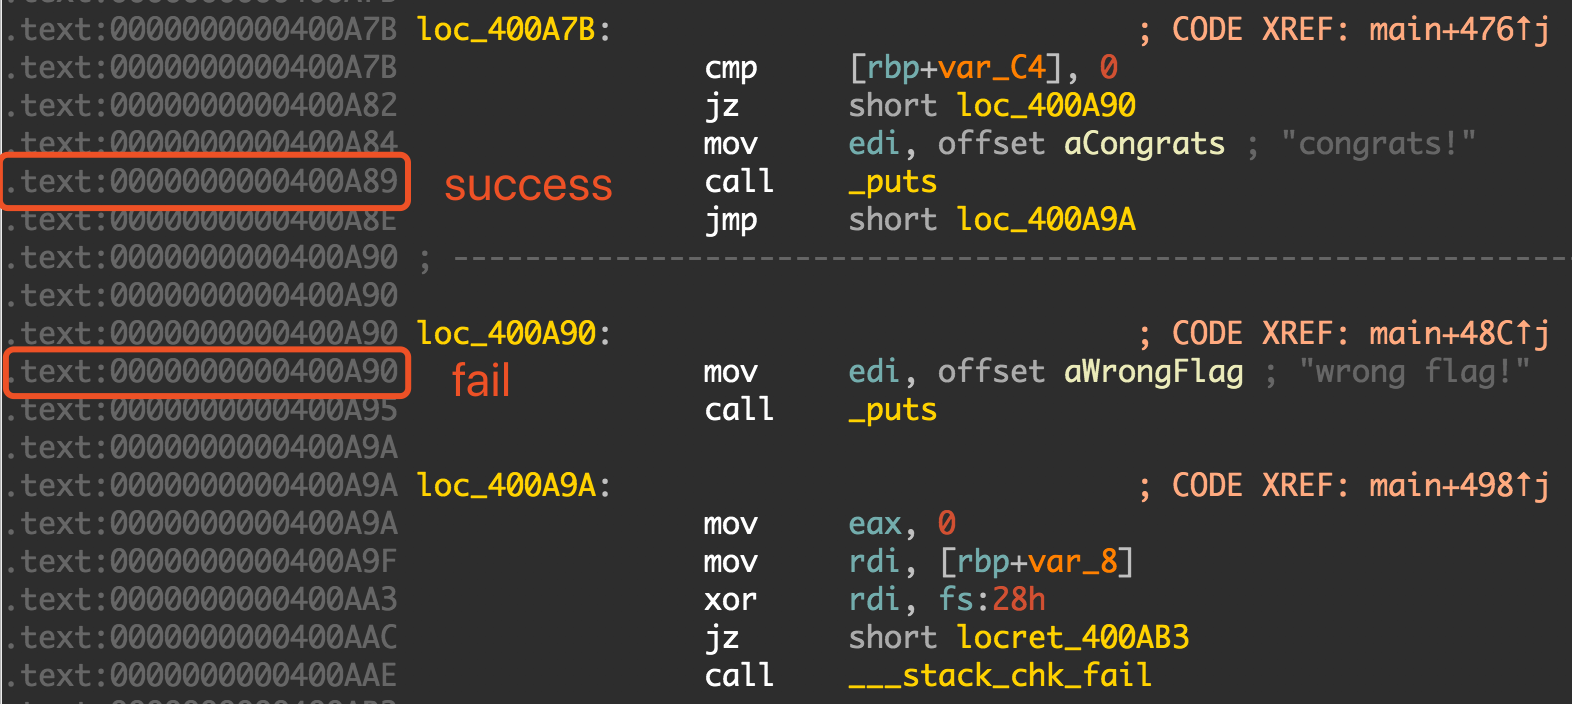 .text:0000000000400A7B loc_400A7B: ; CODE XREF: main+476↑j
.text:0000000000400A7B cmp [rbp+var_C4], 0
.text:0000000000400A82 jz short loc_400A90
.text:0000000000400A84 mov edi, offset aCongrats ; "congrats!"
.text:0000000000400A89 success call _puts
.text:0000000000400A8E jmp short loc_400A9A
.text:0000000000400A90 ; ---------------------------------------------------------------
.text:0000000000400A90
.text:0000000000400A90 loc_400A90: ; CODE XREF: main+48C↑j
.text:0000000000400A90 fail mov edi, offset aWrongFlag ; "wrong flag!"
.text:0000000000400A95 call _puts
.text:0000000000400A9A
.text:0000000000400A9A loc_400A9A: ; CODE XREF: main+498↑j
.text:0000000000400A9A mov eax, 0
.text:0000000000400A9F mov rdi, [rbp+var_8]
.text:0000000000400AA3 xor rdi, fs:28h
.text:0000000000400AAC jz short locret_400AB3
.text:0000000000400AAE call ___stack_chk_fail